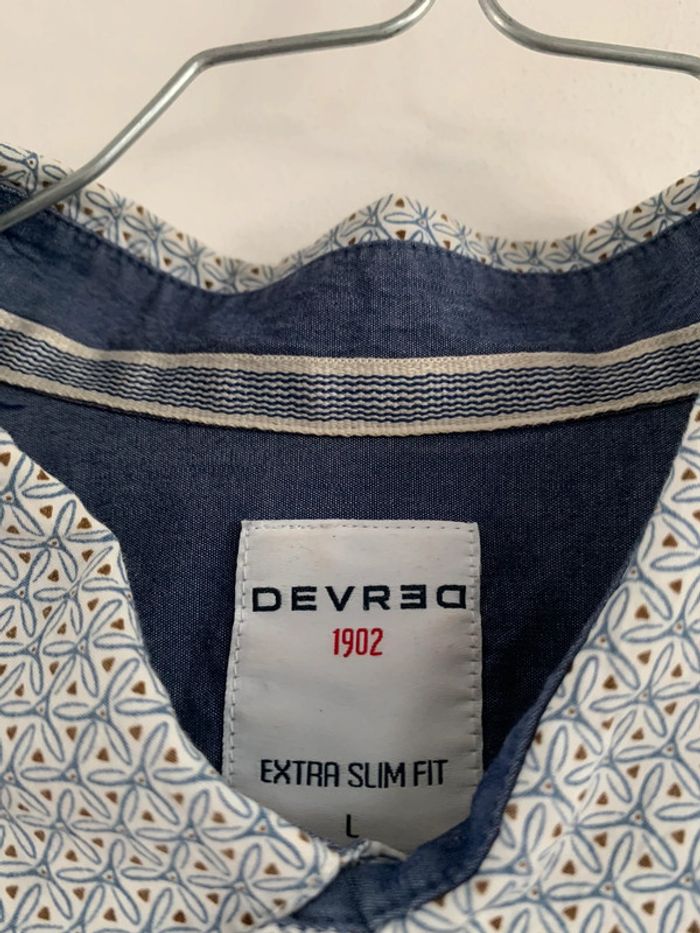 DEVRED
1902
EXTRA SLIM FIT
L